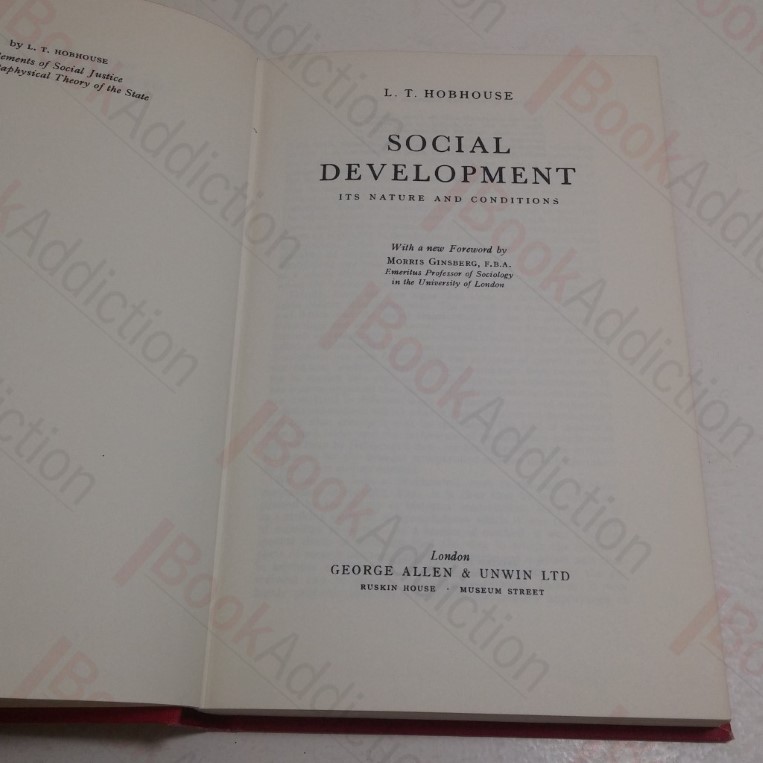 by L. T. HOBHOUSE
ements of Social Justice
aphysical Theory of the State
L. T. HOBHOUSE
SOCIAL
DEVELOPMENT
ITS NATURE AND CONDITIONS
With a new Foreword by
MORRIS GINSBERG, F.B.A.
Emeritus Professor of Sociology
in the University of London
London
GEORGE ALLEN & UNWIN LTD
RUSKIN HOUSE · MUSEUM STREET
BookAddiction